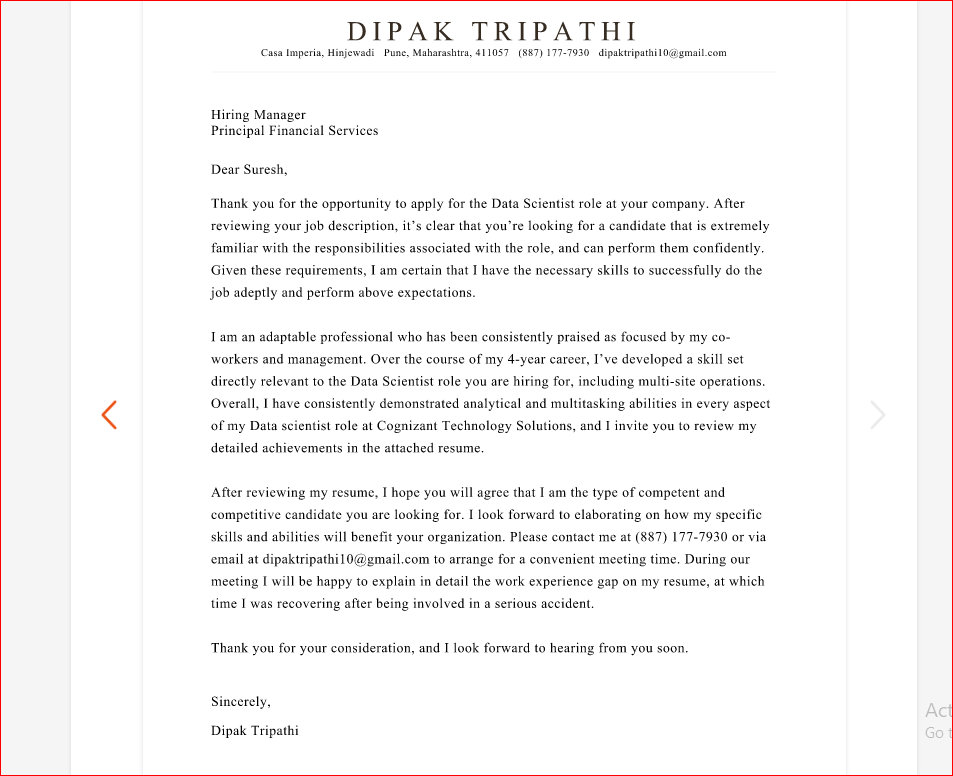 DIPAK TRIPATHI
Casa Imperia, Hinjewadi Pune, Maharashtra, 411057 (887) 177-7930 dipaktripathi10@gmail.com
Hiring Manager
Principal Financial Services
Dear Suresh,
Thank you for the opportunity to apply for the Data Scientist role at your company. After
reviewing your job description, it’s clear that you’re looking for a candidate that is extremely
familiar with the responsibilities associated with the role, and can perform them confidently.
Given these requirements, I am certain that I have the necessary skills to successfully do the
job adeptly and perform above expectations.
I am an adaptable professional who has been consistently praised as focused by my co-
workers and management. Over the course of my 4-year career, I’ve developed a skill set
directly relevant to the Data Scientist role you are hiring for, including multi-site operations.
Overall, I have consistently demonstrated analytical and multitasking abilities in every aspect
of my Data scientist role at Cognizant Technology Solutions, and I invite you to review my
detailed achievements in the attached resume.
After reviewing my resume, I hope you will agree that I am the type of competent and
competitive candidate you are looking for. I look forward to elaborating on how my specific
skills and abilities will benefit your organization. Please contact me at (887) 177-7930 or via
email at dipaktripathi10@gmail.com to arrange for a convenient meeting time. During our
meeting I will be happy to explain in detail the work experience gap on my resume, at which
time I was recovering after being involved in a serious accident.
Thank you for your consideration, and I look forward to hearing from you soon.
Sincerely,
Dipak Tripathi
Act
Go t